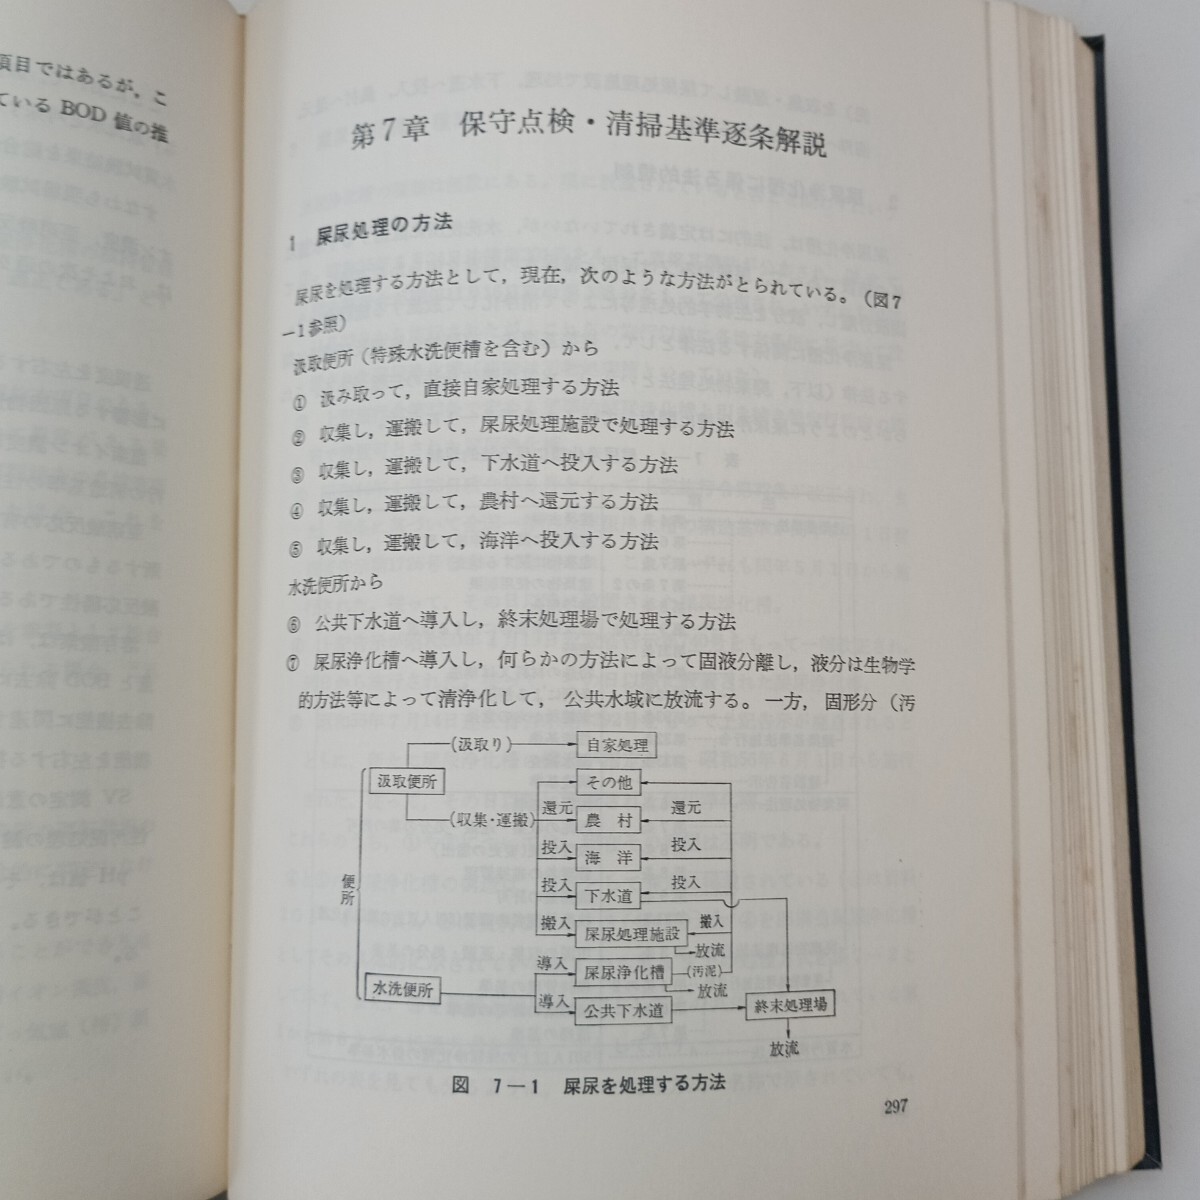 項目ではあるが，こ
ている BOD 値の推
第7章　保守点検・清掃基準逐条解説
1　屎尿処理の方法
屎尿を処理する方法として，現在，次のような方法がとられている。（図7
―1参照）
汲取便所（特殊水洗便槽を含む）から
① 汲み取って，直接自家処理する方法
② 収集し，運搬して，屎尿処理施設で処理する方法
③ 収集し，運搬して，下水道へ投入する方法
④ 収集し，運搬して，農村へ還元する方法
⑤ 収集し，運搬して，海洋へ投入する方法
水洗便所から
⑥ 公共下水道へ導入し，終末処理場で処理する方法
⑦ 屎尿浄化槽へ導入し，何らかの方法によって固液分離し，液分は生物学
的方法等によって清浄化して，公共水域に放流する。一方，固形分（汚
（汲取り） 自家処理
汲取便所 その他
還元 還元
（収集・運搬） 農　村
投入 海　洋 投入
便所
投入 下水道 投入
搬入 屎尿処理施設 搬入
放流
導入 屎尿浄化槽 （汚泥）
水洗便所 放流
導入 公共下水道 終末処理場
放流
図　7―1　屎尿を処理する方法
297